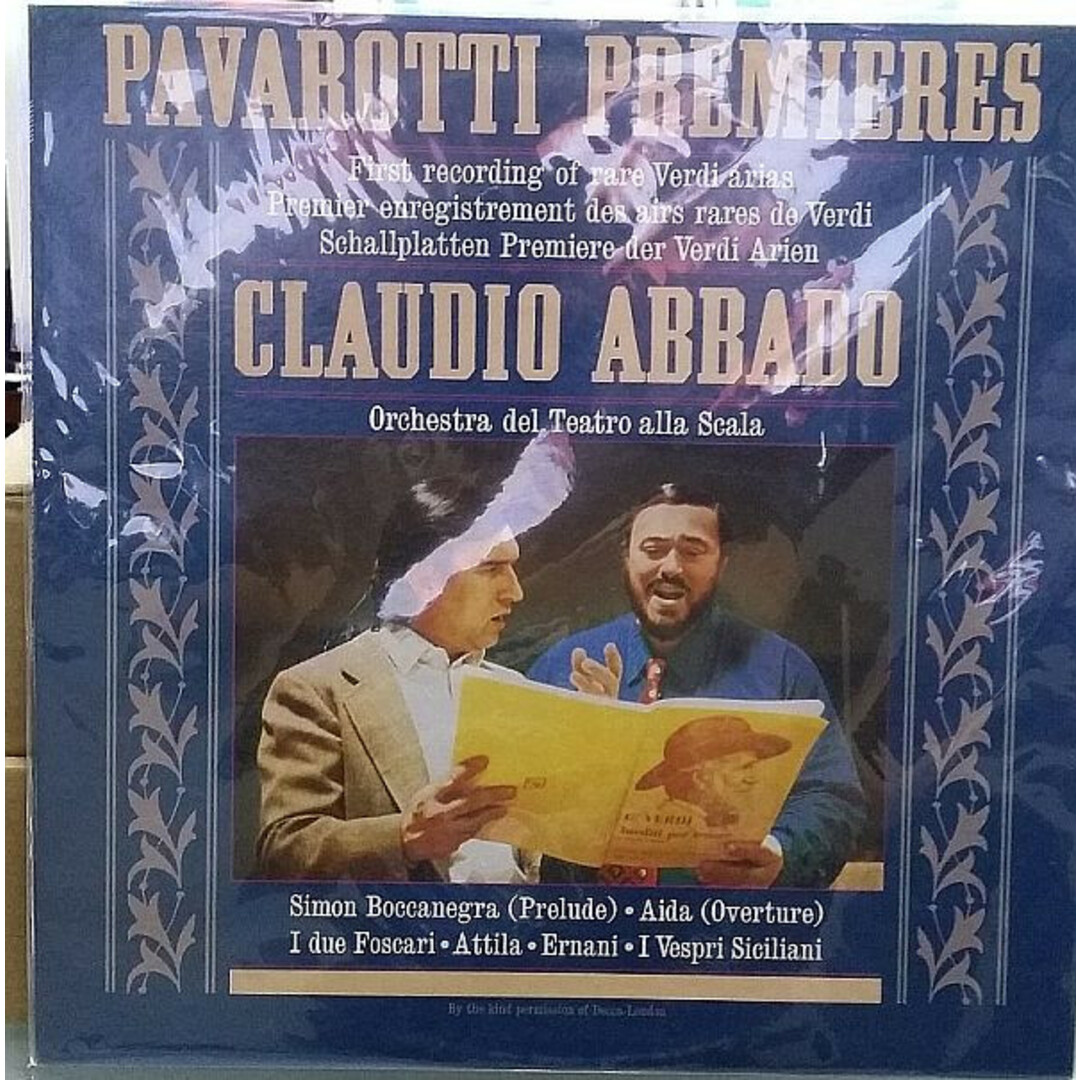 PAVAROTTI PREMIERES
First recording of rare Verdi arias
Premier enregistrement des airs rares de Verdi
Schallplatten Premiere der Verdi Arien
CLAUDIO ABBADO
Orchestra del Teatro alla Scala
G. VERDI
Inediti per
Simon Boccanegra (Prelude) • Aida (Overture)
I due Foscari • Attila • Ernani • I Vespri Siciliani
By the kind permission of Decca-London